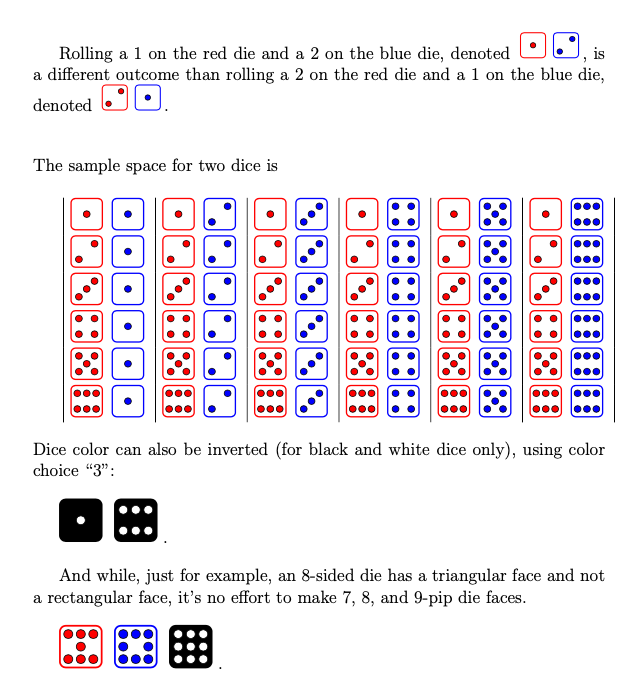 Rolling a 1 on the red die and a 2 on the blue die, denoted , is
a different outcome than rolling a 2 on the red die and a 1 on the blue die,
denoted .
The sample space for two dice is
Dice color can also be inverted (for black and white dice only), using color
choice “3”:
.
And while, just for example, an 8-sided die has a triangular face and not
a rectangular face, it’s no effort to make 7, 8, and 9-pip die faces.
.